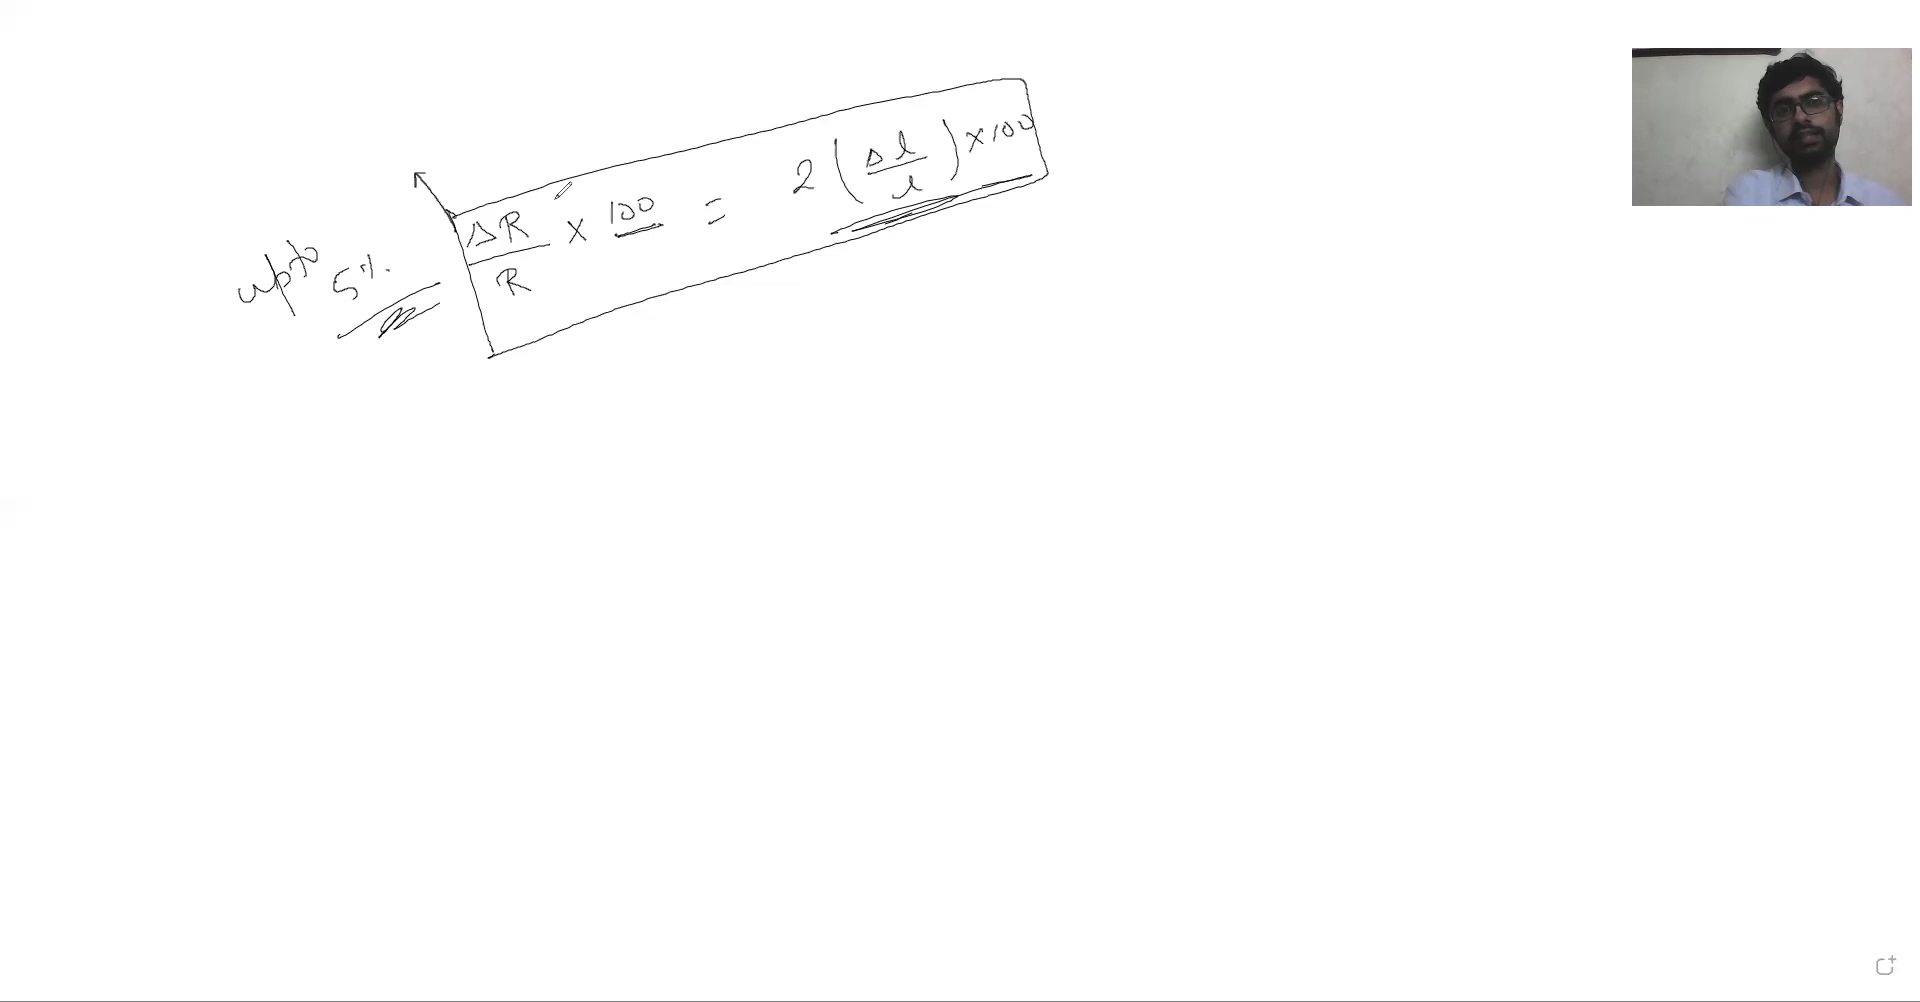 ΔR/R × 100 = 2 (Δl/l) × 100
upto 5%